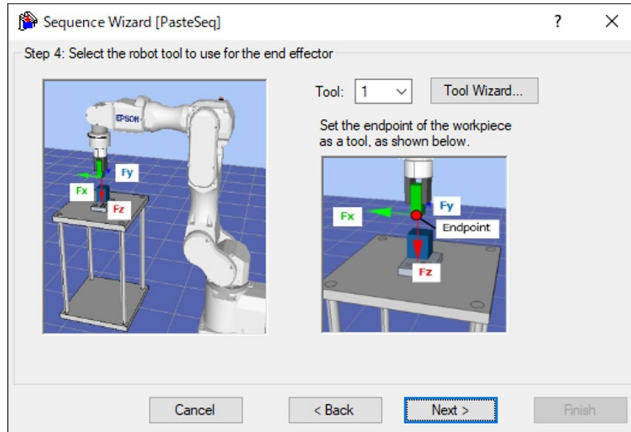 Sequence Wizard [PasteSeq]
? ×
Step 4: Select the robot tool to use for the end effector
Tool: 1 Tool Wizard...
Set the endpoint of the workpiece
as a tool, as shown below.
EPSON
Fy
Fx
Fz
Fy
Fx
Endpoint
Fz
Cancel < Back Next > Finish